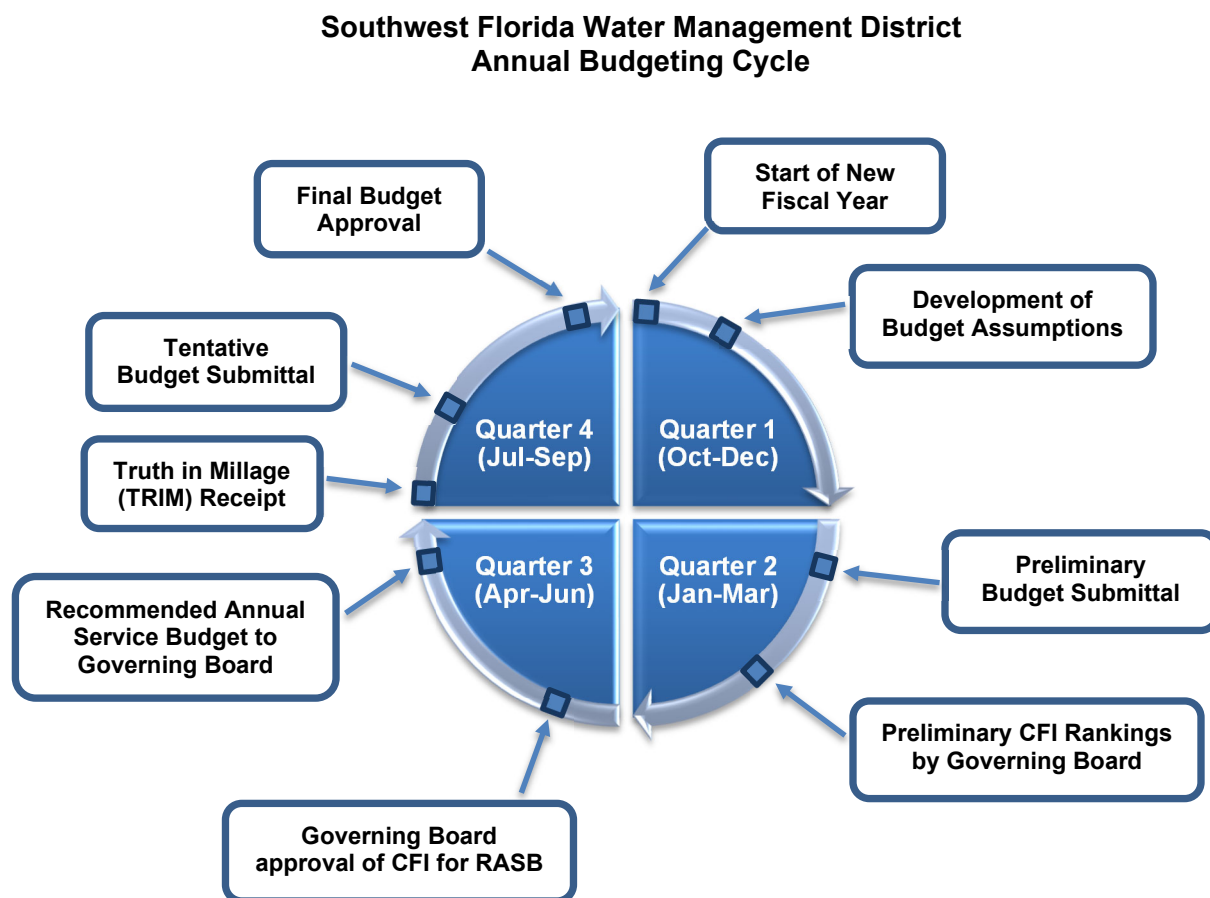 Southwest Florida Water Management District
Annual Budgeting Cycle
Start of New
Fiscal Year
Development of
Budget Assumptions
Quarter 1
(Oct-Dec)
Preliminary
Budget Submittal
Preliminary CFI Rankings
by Governing Board
Quarter 2
(Jan-Mar)
Governing Board
approval of CFI for RASB
Recommended Annual
Service Budget to
Governing Board
Quarter 3
(Apr-Jun)
Truth in Millage
(TRIM) Receipt
Tentative
Budget Submittal
Final Budget
Approval
Quarter 4
(Jul-Sep)